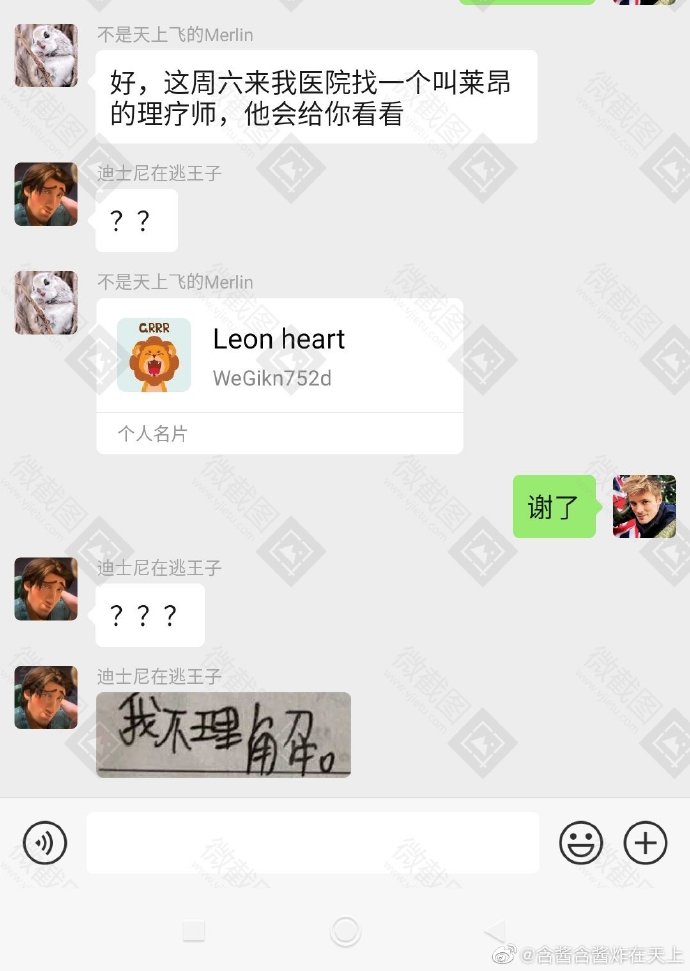 不是天上飞的Merlin
好，这周六来我医院找一个叫莱昂
的理疗师，他会给你看看
迪士尼在逃王子
？？
不是天上飞的Merlin
GRRR
Leon heart
WeGikn752d
个人名片
谢了
迪士尼在逃王子
？？？
迪士尼在逃王子
我不理解。
@含酱含酱炸在天上